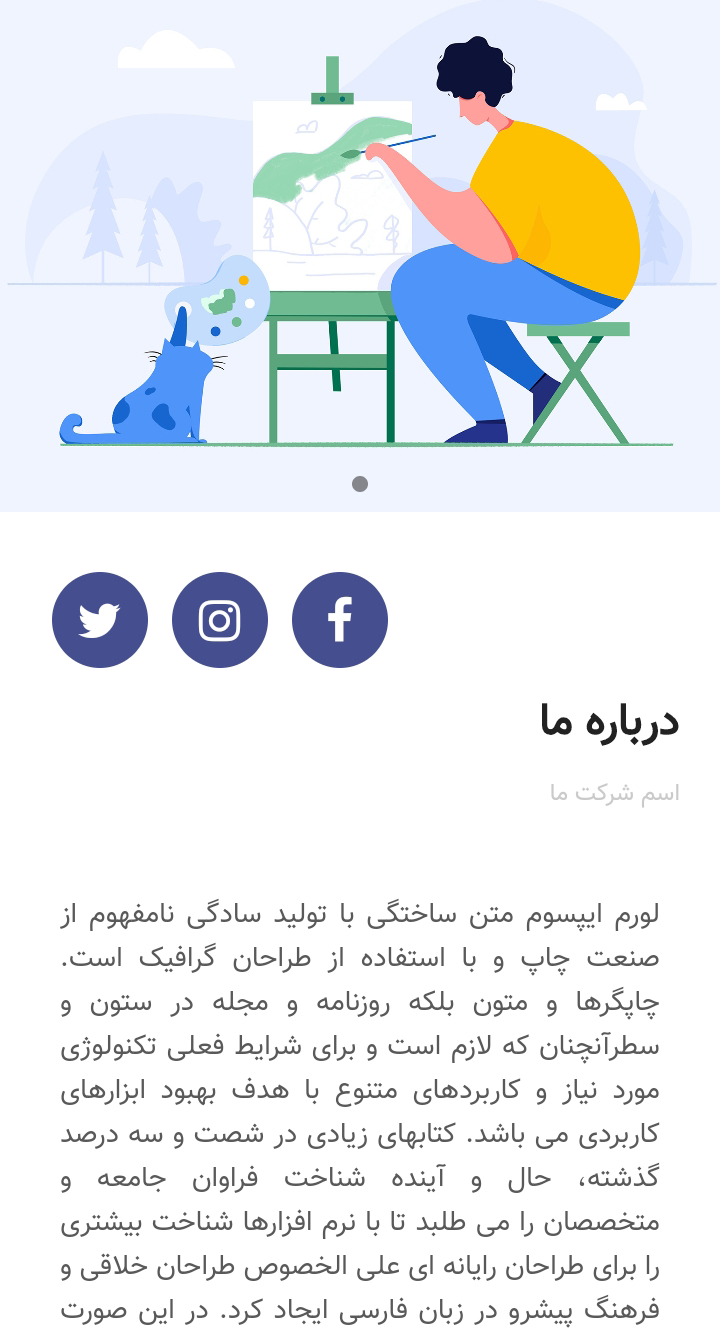 درباره ما
اسم شرکت ما
لورم ایپسوم متن ساختگی با تولید سادگی نامفهوم از
صنعت چاپ و با استفاده از طراحان گرافیک است.
چاپگرها و متون بلکه روزنامه و مجله در ستون و
سطرآنچنان که لازم است و برای شرایط فعلی تکنولوژی
مورد نیاز و کاربردهای متنوع با هدف بهبود ابزارهای
کاربردی می باشد. کتابهای زیادی در شصت و سه درصد
گذشته، حال و آینده شناخت فراوان جامعه و
متخصصان را می طلبد تا با نرم افزارها شناخت بیشتری
را برای طراحان رایانه ای علی الخصوص طراحان خلاقی و
فرهنگ پیشرو در زبان فارسی ایجاد کرد. در این صورت